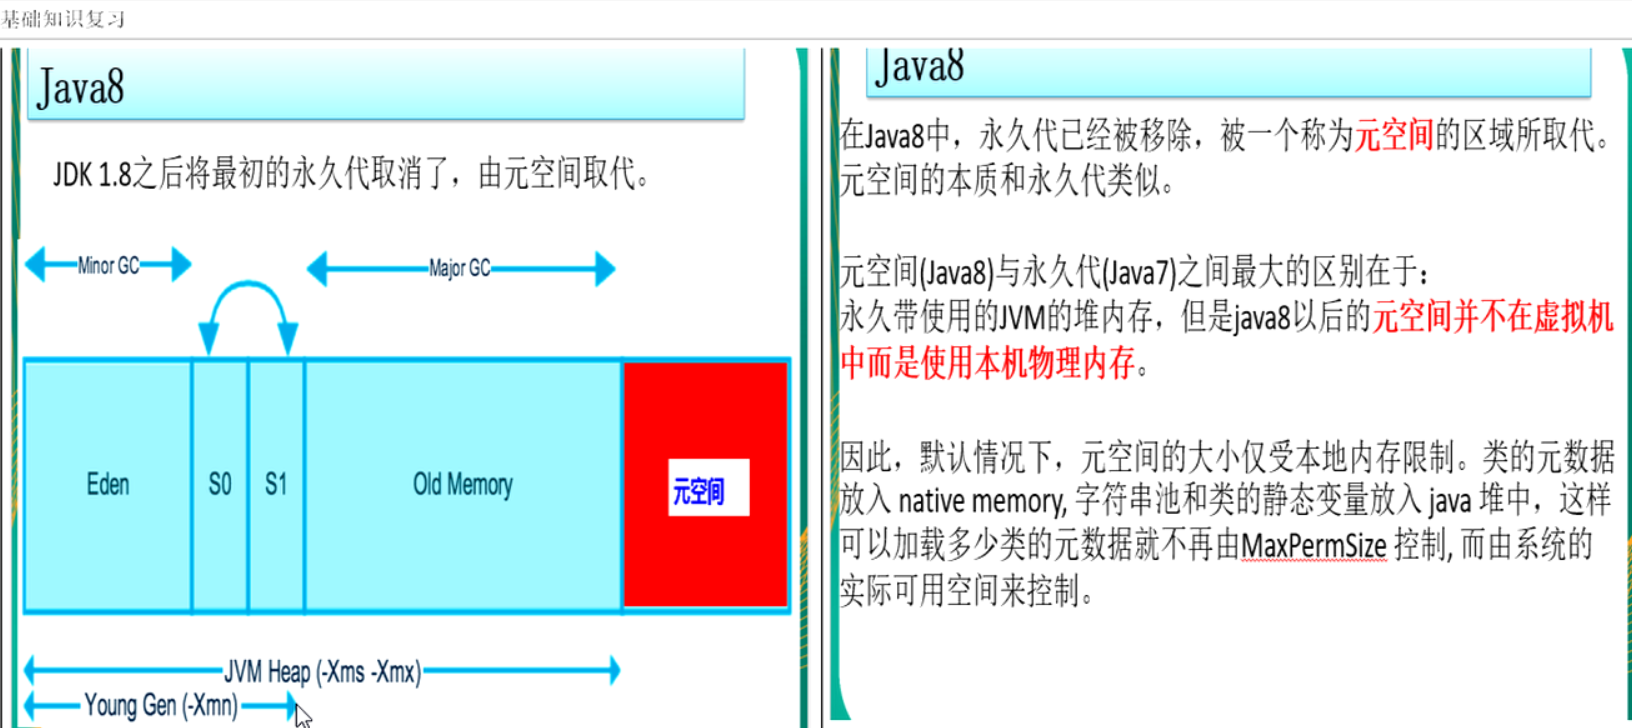 基础知识复习
Java8
JDK 1.8之后将最初的永久代取消了，由元空间取代。
Minor GC
Major GC
Eden
S0
S1
Old Memory
元空间
JVM Heap (-Xms -Xmx)
Young Gen (-Xmn)
Java8
在Java8中，永久代已经被移除，被一个称为元空间的区域所取代。
元空间的本质和永久代类似。
元空间(Java8)与永久代(Java7)之间最大的区别在于：
永久带使用的JVM的堆内存，但是java8以后的元空间并不在虚拟机
中而是使用本机物理内存。
因此，默认情况下，元空间的大小仅受本地内存限制。类的元数据
放入 native memory, 字符串池和类的静态变量放入 java 堆中，这样
可以加载多少类的元数据就不再由MaxPermSize 控制, 而由系统的
实际可用空间来控制。